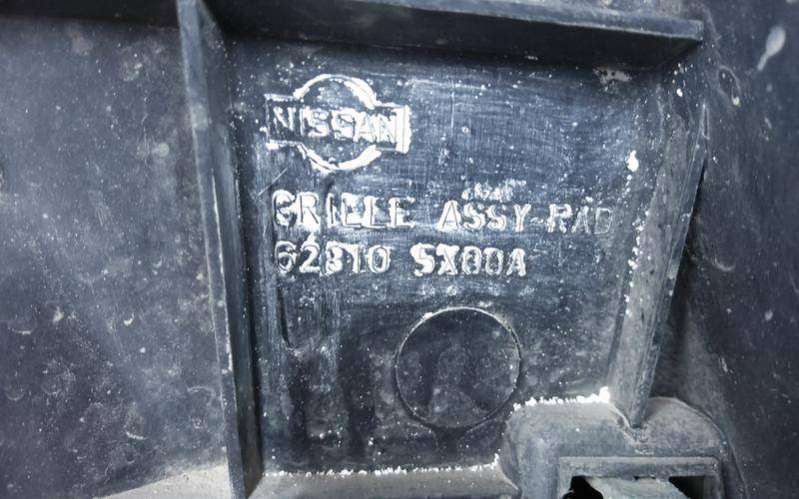 NISSAN
GRILLE ASSY-RAD
62310 5X00A